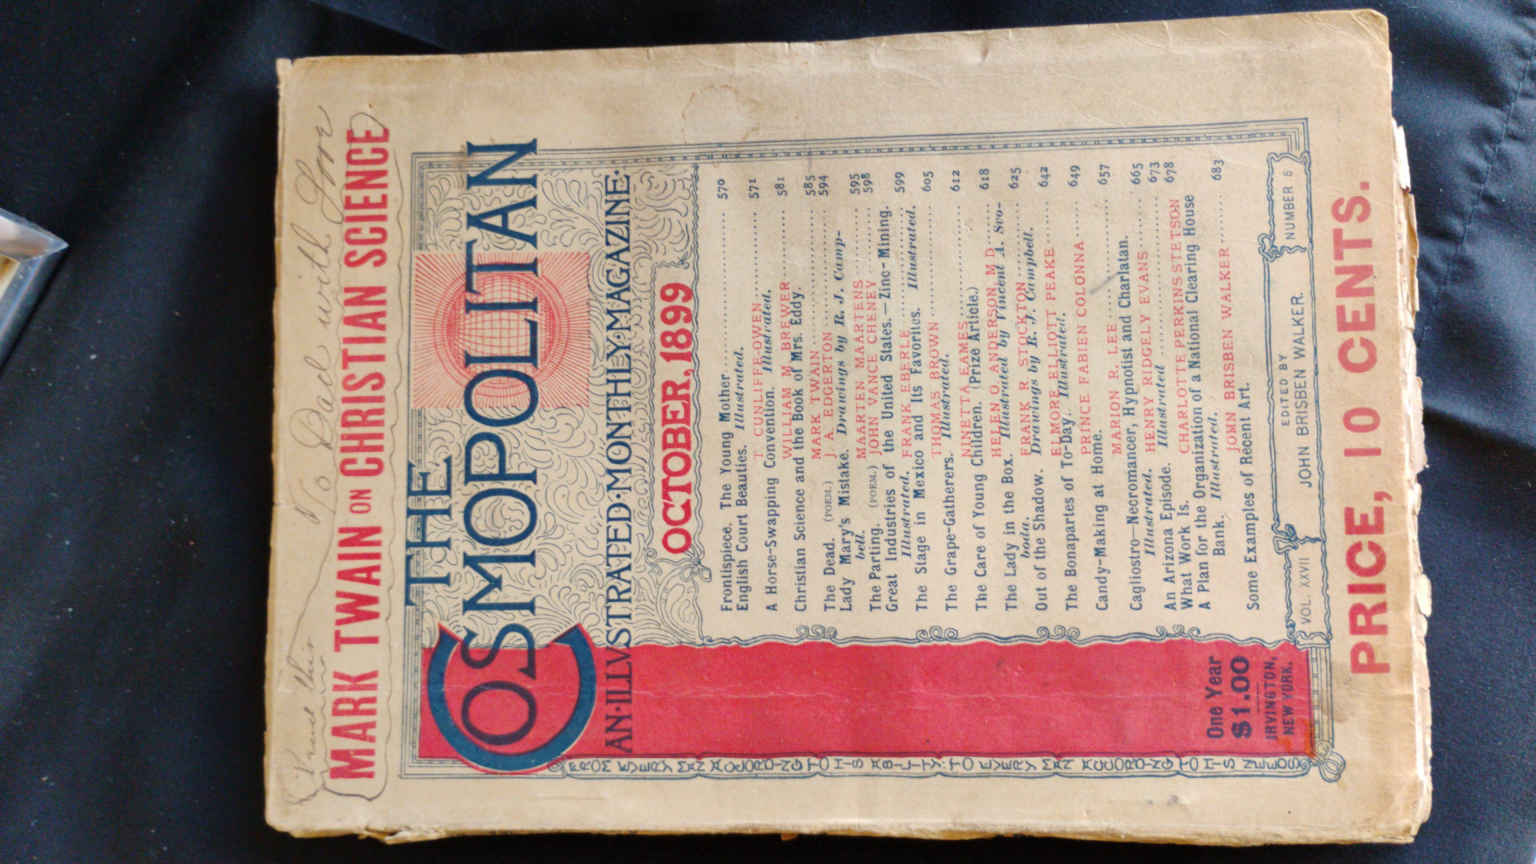 Read this To Dad with Love
MARK TWAIN ON CHRISTIAN SCIENCE
THE
COSMOPOLITAN
AN·ILLVSTRATED·MONTHLY·MAGAZINE·
OCTOBER, 1899
Frontispiece. The Young Mother.......... 570
English Court Beauties. Illustrated.
T. CUNLIFFE-OWEN.......... 571
A Horse-Swapping Convention. Illustrated.
WILLIAM M. BREWER.......... 581
Christian Science and the Book of Mrs. Eddy.
MARK TWAIN.......... 585
The Dead. (POEM.) J. A. EDGERTON.......... 594
Lady Mary's Mistake. Drawings by R. J. Campbell.
MAARTEN MAARTENS 595
The Parting. (POEM.) JOHN VANCE CHENEY 598
Great Industries of the United States.—Zinc-Mining.
Illustrated. FRANK EBERLE.......... 599
The Stage in Mexico and Its Favorites. Illustrated.
THOMAS BROWN.......... 605
The Grape-Gatherers. Illustrated.
NINETTA EAMES.......... 612
The Care of Young Children. (Prize Article.)
HELEN O. ANDERSON M D...... 618
The Lady in the Box. Illustrated by Vincent A. Svoboda.
FRANK R. STOCKTON.......... 625
Out of the Shadow. Drawings by R. J. Campbell.
ELMORE ELLIOTT PEAKE 642
The Bonapartes of To-Day. Illustrated.
PRINCE FABIEN COLONNA 649
Candy-Making at Home.
MARION R. LEE.......... 657
Cagliostro—Necromancer, Hypnotist and Charlatan.
Illustrated. HENRY RIDGELY EVANS 665
An Arizona Episode. Illustrated.......... 673
What Work Is. CHARLOTTE PERKINS STETSON 678
A Plan for the Organization of a National Clearing House
Bank. Illustrated.
JOHN BRISBEN WALKER.......... 683
Some Examples of Recent Art.
One Year
$1.00
IRVINGTON,
NEW YORK.
EDITED BY
VOL. XXVII JOHN BRISBEN WALKER. NUMBER 6
PRICE, 10 CENTS.